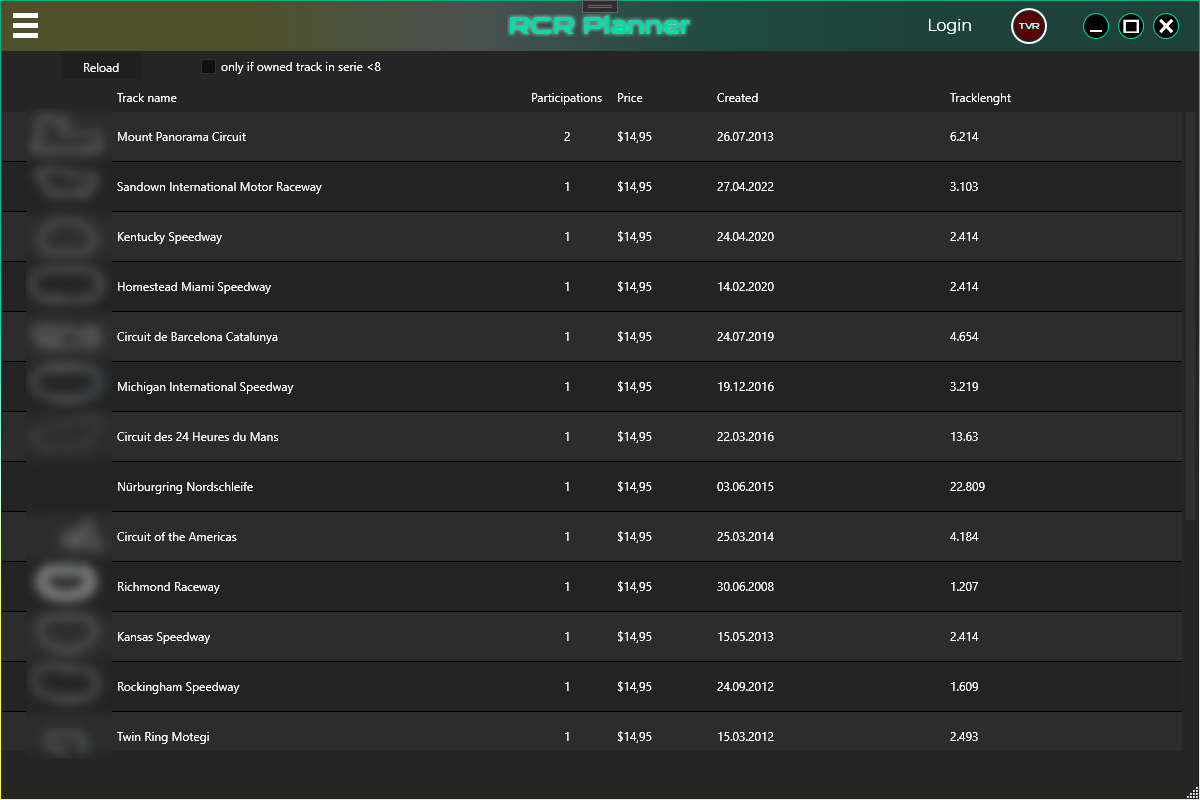 RCR Planner
Login
TVR
Reload
only if owned track in serie <8
Track name Participations Price Created Tracklenght
Mount Panorama Circuit 2 $14,95 26.07.2013 6.214
Sandown International Motor Raceway 1 $14,95 27.04.2022 3.103
Kentucky Speedway 1 $14,95 24.04.2020 2.414
Homestead Miami Speedway 1 $14,95 14.02.2020 2.414
Circuit de Barcelona Catalunya 1 $14,95 24.07.2019 4.654
Michigan International Speedway 1 $14,95 19.12.2016 3.219
Circuit des 24 Heures du Mans 1 $14,95 22.03.2016 13.63
Nürburgring Nordschleife 1 $14,95 03.06.2015 22.809
Circuit of the Americas 1 $14,95 25.03.2014 4.184
Richmond Raceway 1 $14,95 30.06.2008 1.207
Kansas Speedway 1 $14,95 15.05.2013 2.414
Rockingham Speedway 1 $14,95 24.09.2012 1.609
Twin Ring Motegi 1 $14,95 15.03.2012 2.493